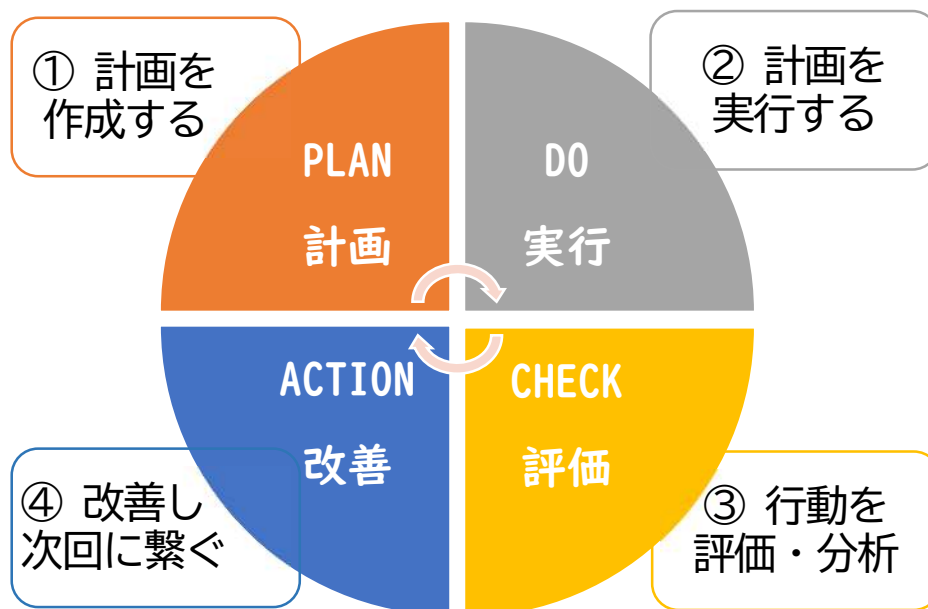 ① 計画を
作成する
PLAN
計画
② 計画を
実行する
DO
実行
③ 行動を
評価・分析
CHECK
評価
④ 改善し
次回に繋ぐ
ACTION
改善